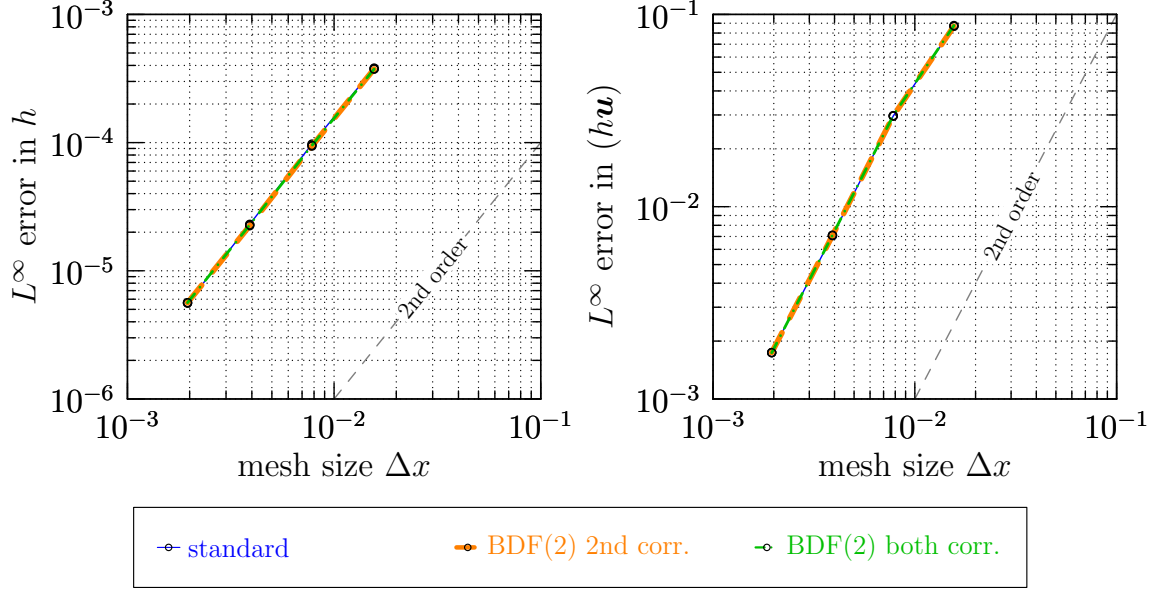 10⁻³
10⁻⁴
10⁻⁵
10⁻⁶
10⁻³
10⁻²
10⁻¹
L^∞ error in h
mesh size Δx
2nd order
10⁻¹
10⁻²
10⁻³
10⁻³
10⁻²
10⁻¹
L^∞ error in (hu)
mesh size Δx
2nd order
standard
BDF(2) 2nd corr.
BDF(2) both corr.